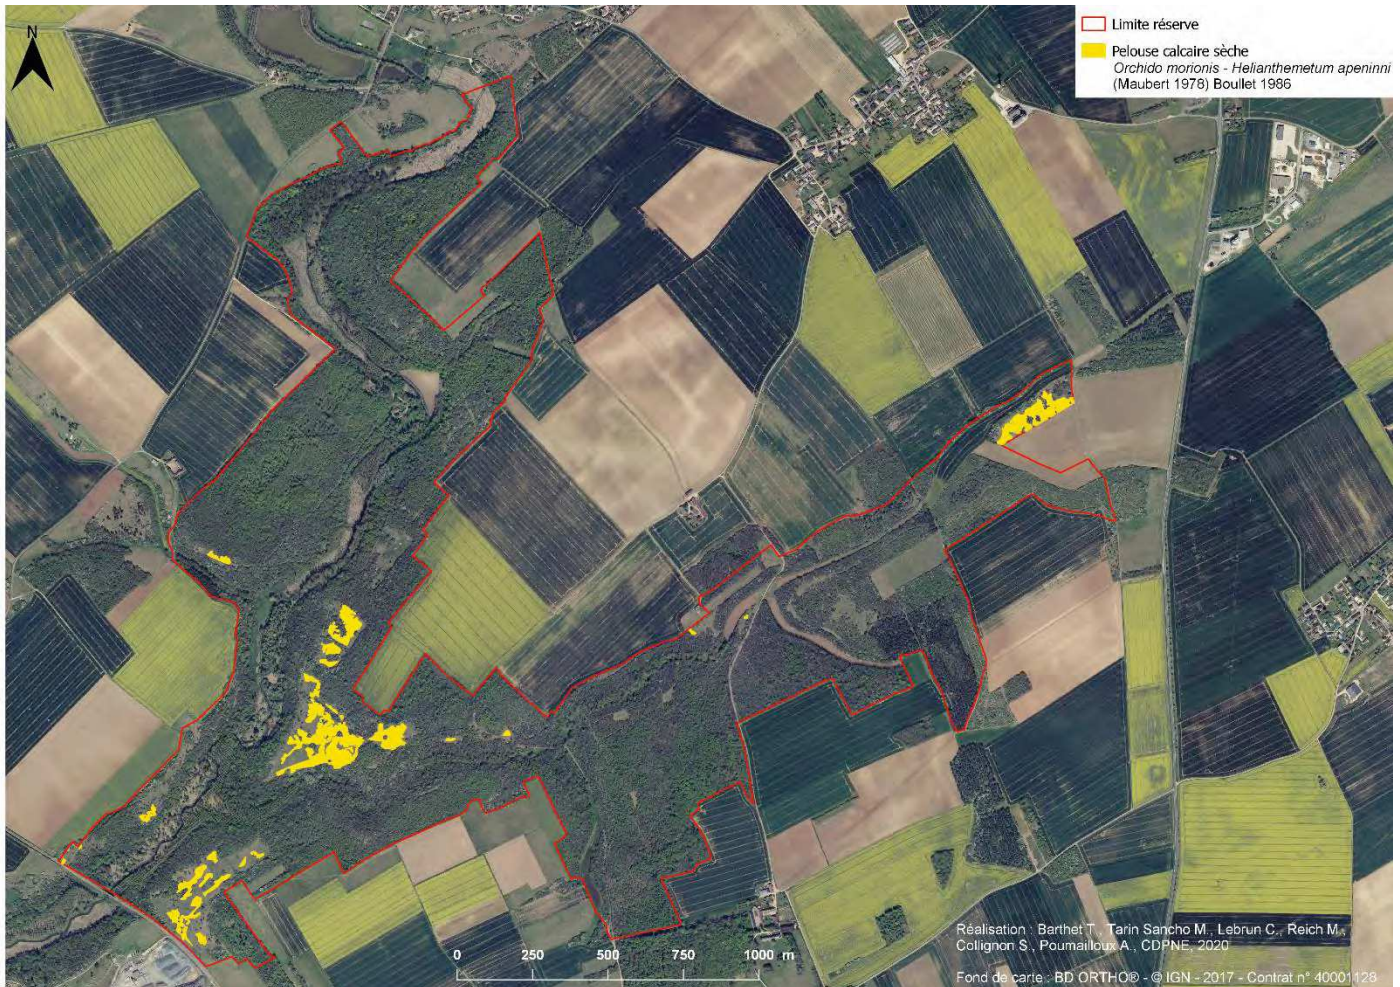 N
Limite réserve
Pelouse calcaire sèche
Orchido morionis - Helianthemetum apeninni
(Maubert 1978) Boullet 1986
0 250 500 750 1000 m
Réalisation : Barthet T., Tarin Sancho M., Lebrun C., Reich M.,
Collignon S., Poumailloux A., CDPNE, 2020
Fond de carte : BD ORTHO® - © IGN - 2017 - Contrat n° 40001128